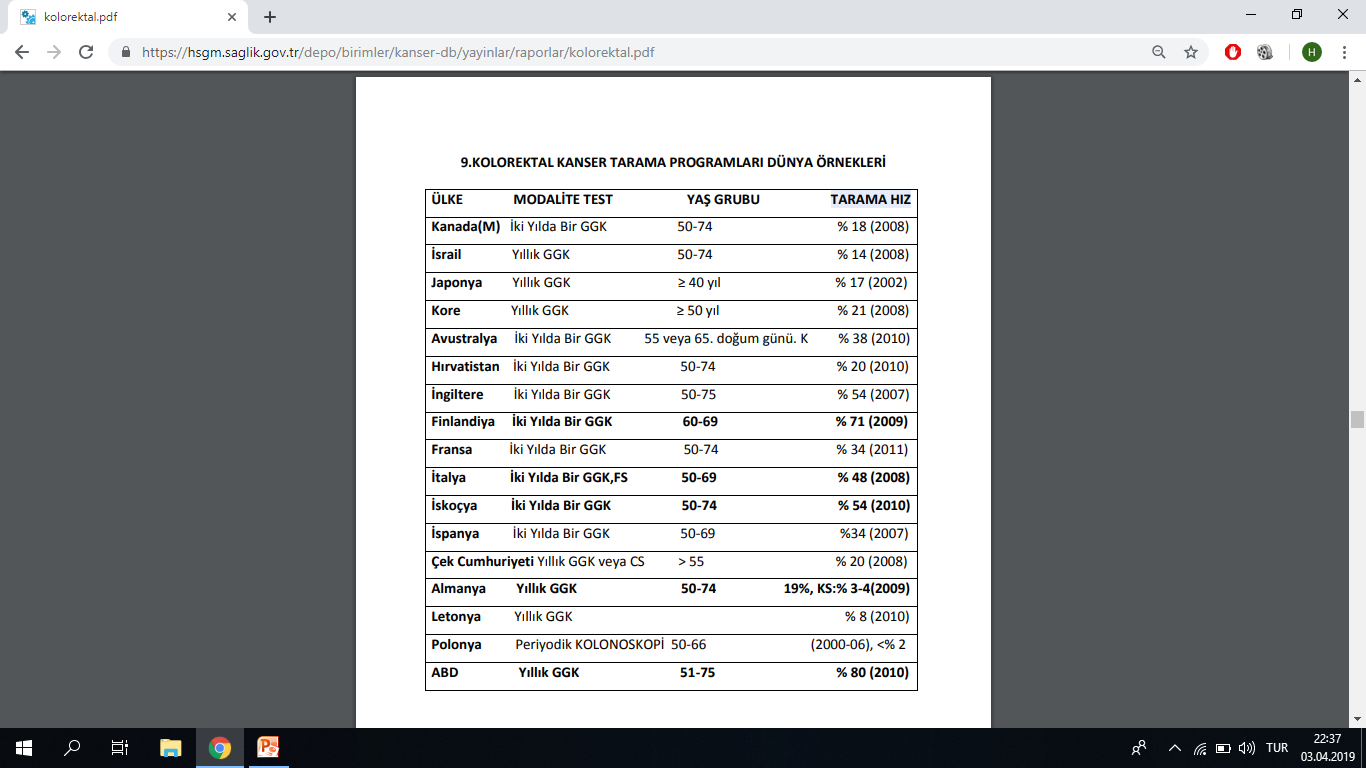 kolorektal.pdf
https://hsgm.saglik.gov.tr/depo/birimler/kanser-db/yayinlar/raporlar/kolorektal.pdf
H
9.KOLOREKTAL KANSER TARAMA PROGRAMLARI DÜNYA ÖRNEKLERİ
ÜLKE MODALİTE TEST YAŞ GRUBU TARAMA HIZ
Kanada(M) İki Yılda Bir GGK 50-74 % 18 (2008)
İsrail Yıllık GGK 50-74 % 14 (2008)
Japonya Yıllık GGK ≥ 40 yıl % 17 (2002)
Kore Yıllık GGK ≥ 50 yıl % 21 (2008)
Avustralya İki Yılda Bir GGK 55 veya 65. doğum günü. K % 38 (2010)
Hırvatistan İki Yılda Bir GGK 50-74 % 20 (2010)
İngiltere İki Yılda Bir GGK 50-75 % 54 (2007)
Finlandiya İki Yılda Bir GGK 60-69 % 71 (2009)
Fransa İki Yılda Bir GGK 50-74 % 34 (2011)
İtalya İki Yılda Bir GGK,FS 50-69 % 48 (2008)
İskoçya İki Yılda Bir GGK 50-74 % 54 (2010)
İspanya İki Yılda Bir GGK 50-69 %34 (2007)
Çek Cumhuriyeti Yıllık GGK veya CS > 55 % 20 (2008)
Almanya Yıllık GGK 50-74 19%, KS:% 3-4(2009)
Letonya Yıllık GGK % 8 (2010)
Polonya Periyodik KOLONOSKOPİ 50-66 (2000-06), <% 2
ABD Yıllık GGK 51-75 % 80 (2010)
TUR
22:37
03.04.2019